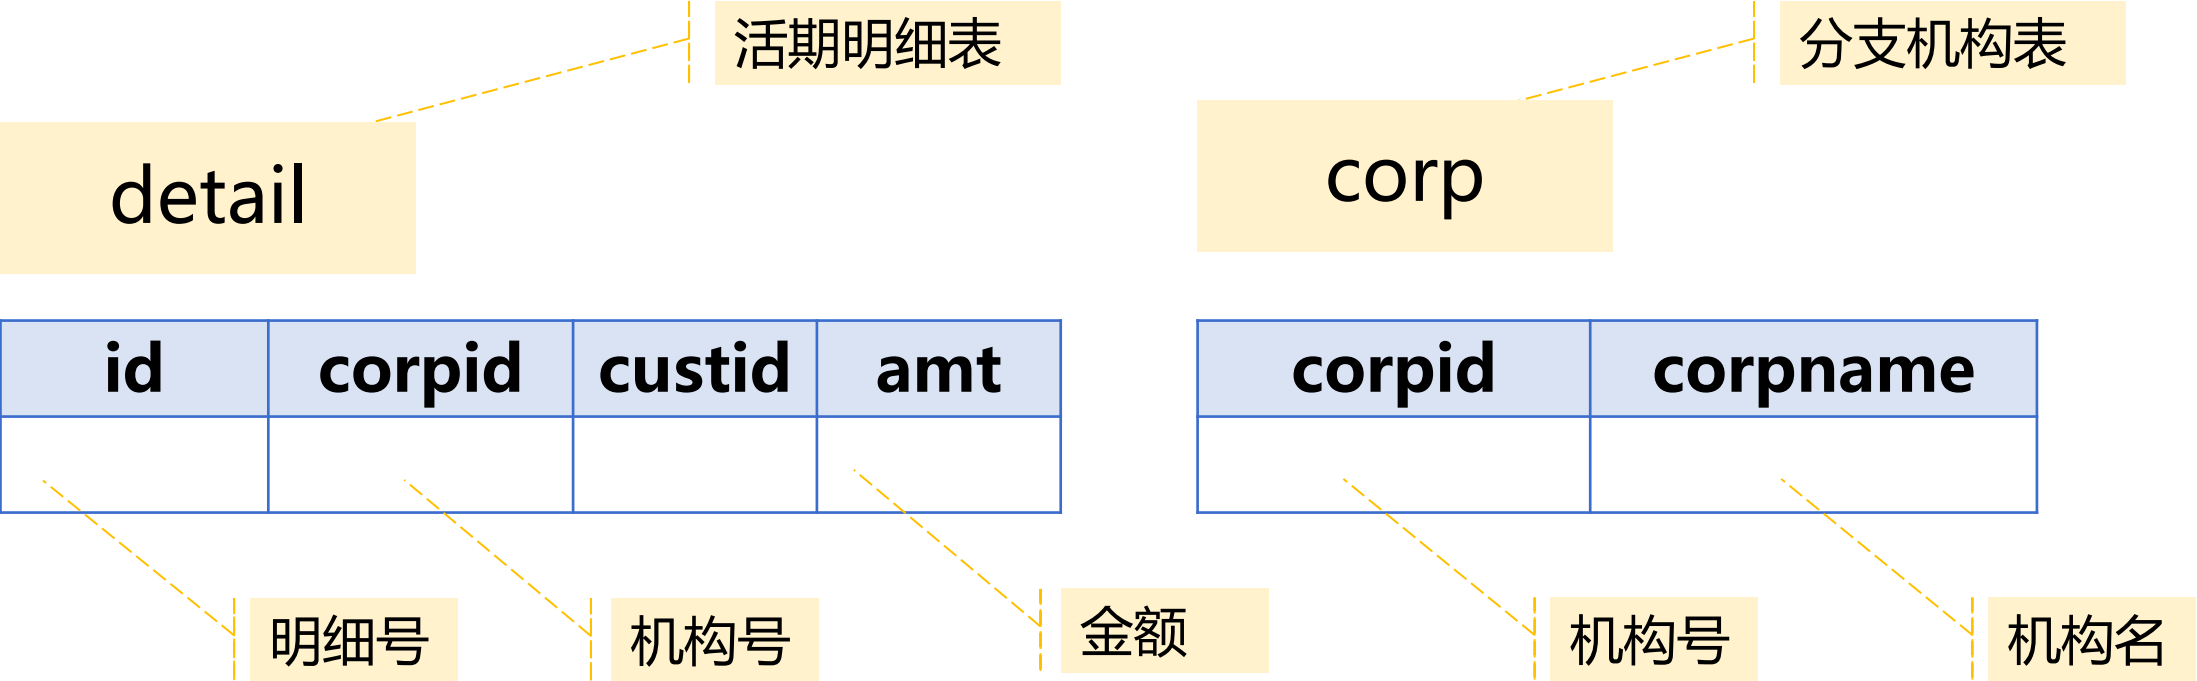 活期明细表
分支机构表
detail
corp
id corpid custid amt
corpid corpname
明细号
机构号
金额
机构号
机构名